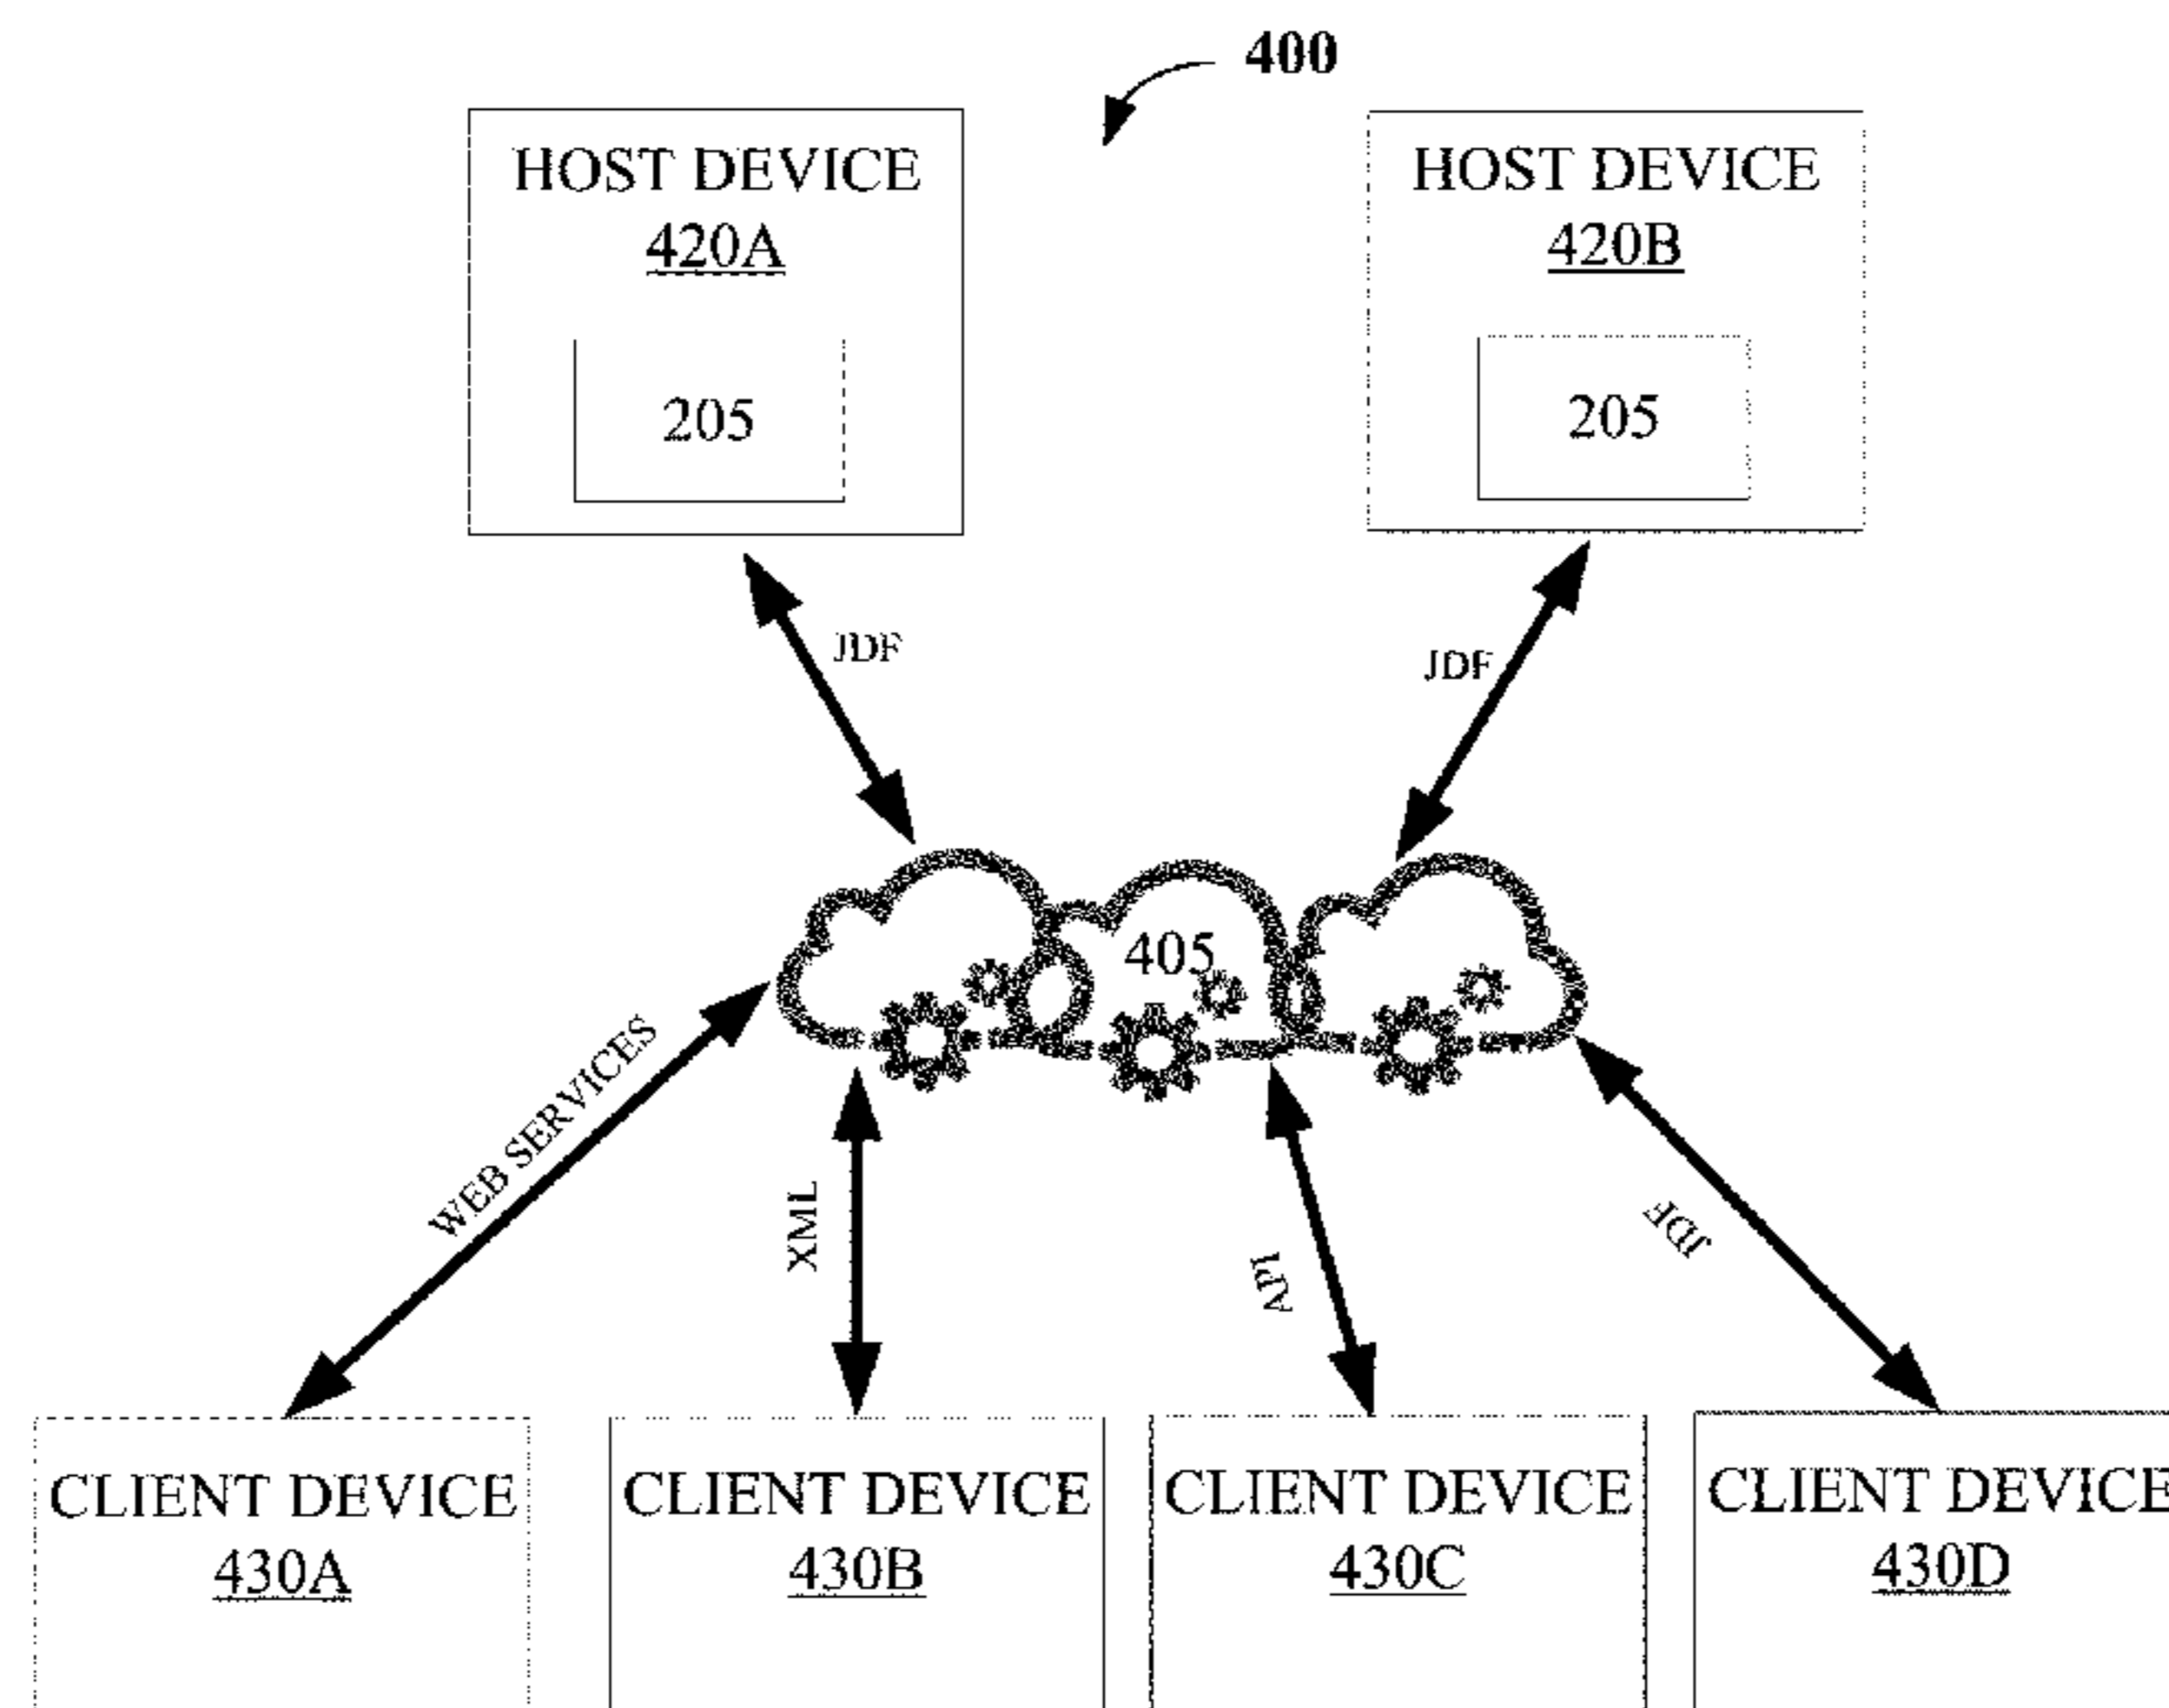 400
HOST DEVICE
420A
205
HOST DEVICE
420B
205
JDF
JDF
405
WEB SERVICES
XML
API
JDF
CLIENT DEVICE
430A
CLIENT DEVICE
430B
CLIENT DEVICE
430C
CLIENT DEVICE
430D